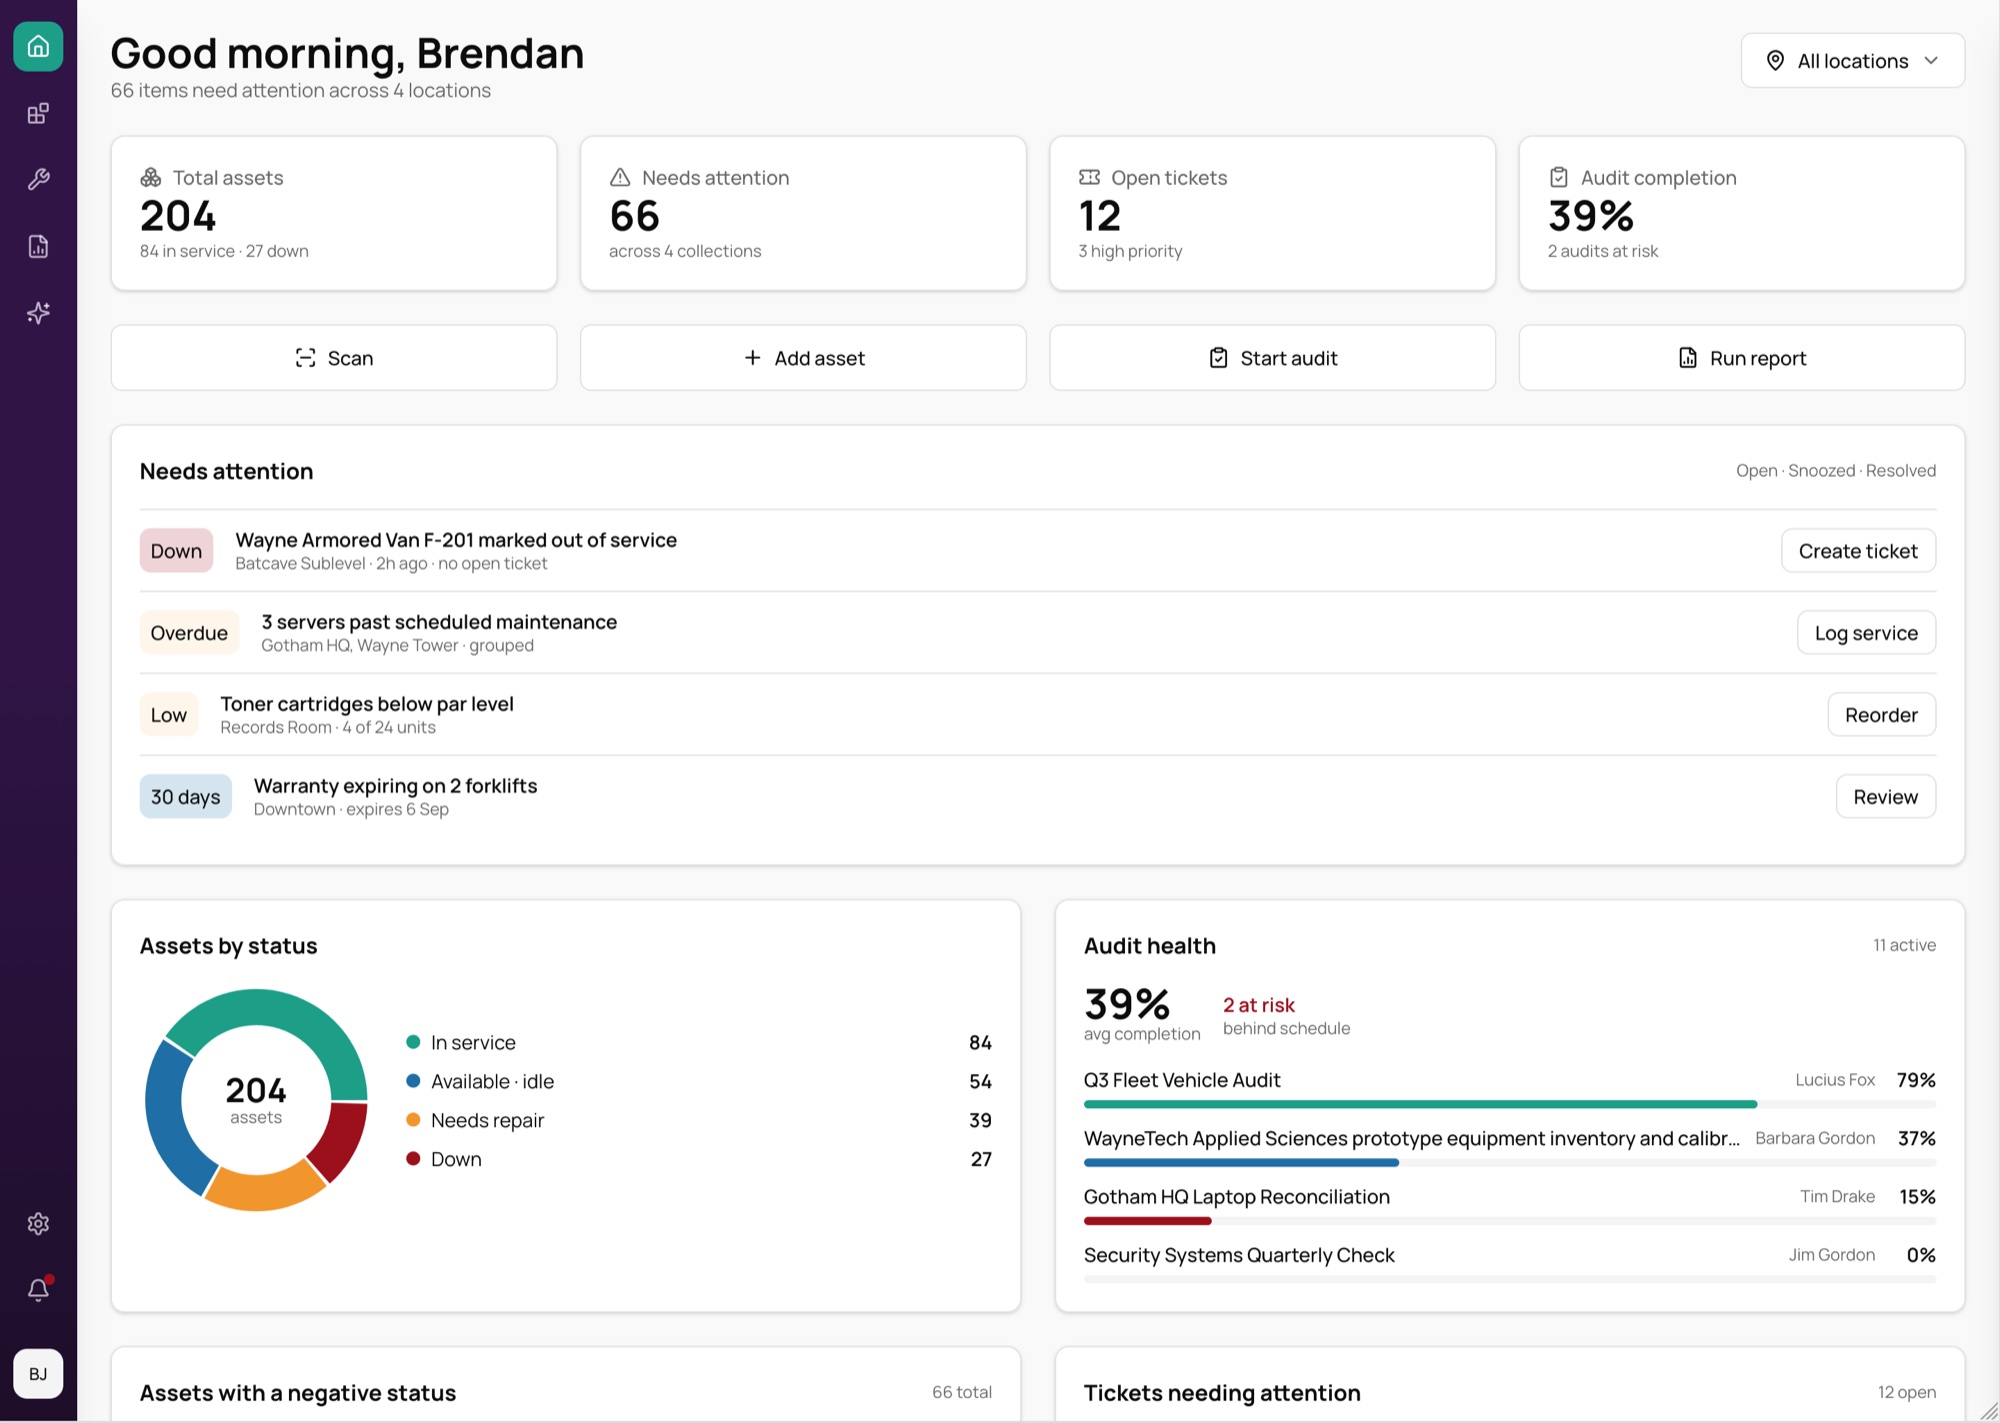 Good morning, Brendan
66 items need attention across 4 locations
All locations
Total assets
204
84 in service · 27 down
Needs attention
66
across 4 collections
Open tickets
12
3 high priority
Audit completion
39%
2 audits at risk
Scan
Add asset
Start audit
Run report
Needs attention
Open · Snoozed · Resolved
Down
Wayne Armored Van F-201 marked out of service
Batcave Sublevel · 2h ago · no open ticket
Create ticket
Overdue
3 servers past scheduled maintenance
Gotham HQ, Wayne Tower · grouped
Log service
Low
Toner cartridges below par level
Records Room · 4 of 24 units
Reorder
30 days
Warranty expiring on 2 forklifts
Downtown · expires 6 Sep
Review
Assets by status
204
assets
In service 84
Available · idle 54
Needs repair 39
Down 27
Audit health
11 active
39%
avg completion
2 at risk
behind schedule
Q3 Fleet Vehicle Audit Lucius Fox 79%
WayneTech Applied Sciences prototype equipment inventory and calibr... Barbara Gordon 37%
Gotham HQ Laptop Reconciliation Tim Drake 15%
Security Systems Quarterly Check Jim Gordon 0%
BJ
Assets with a negative status 66 total
Tickets needing attention 12 open